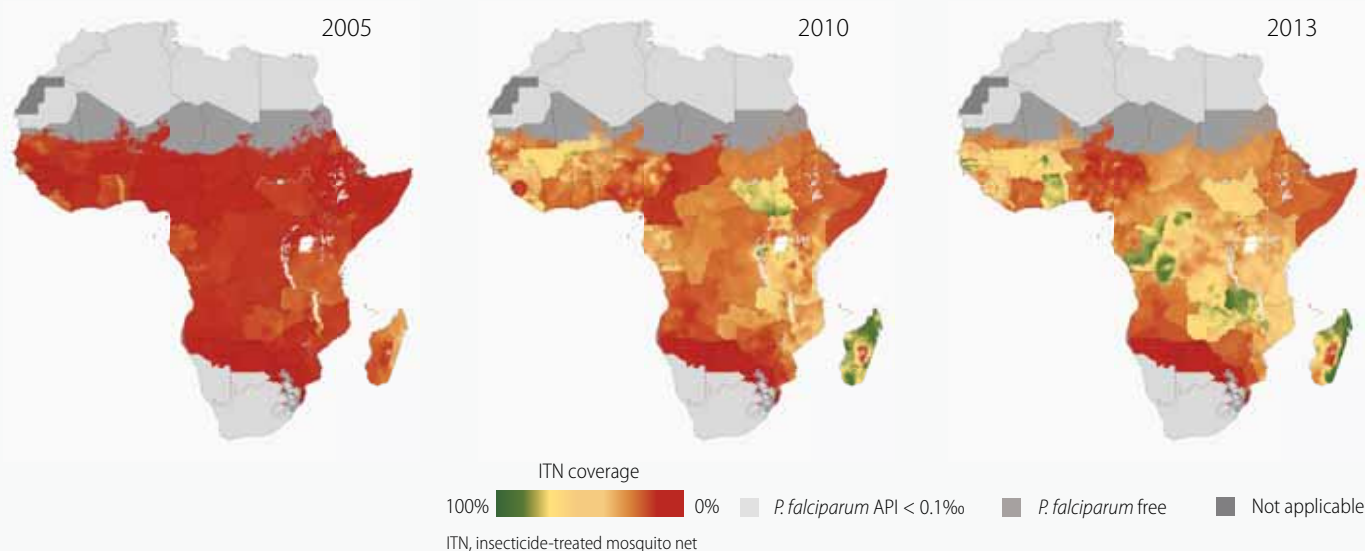 2005
2010
2013
ITN coverage
100%
0%
P. falciparum API < 0.1‰
P. falciparum free
Not applicable
ITN, insecticide-treated mosquito net